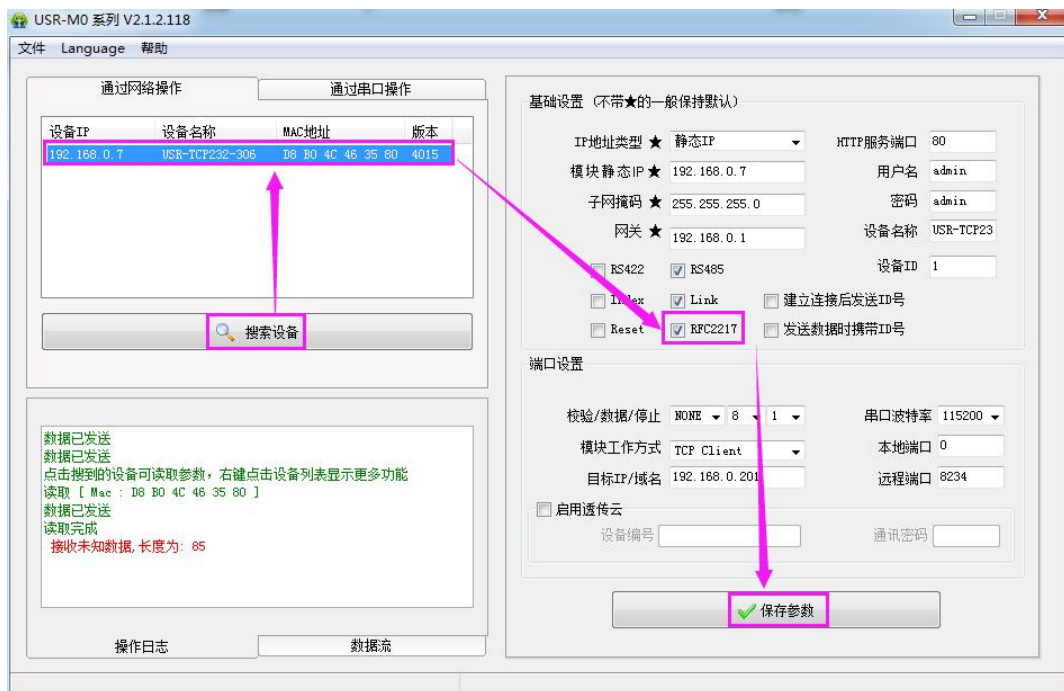 USR-M0 系列 V2.1.2.118
文件 Language 帮助
通过网络操作 通过串口操作
设备IP 设备名称 MAC地址 版本
192.168.0.7 USR-TCP232-306 D8 B0 4C 46 35 80 4015
搜索设备
数据已发送
数据已发送
点击搜到的设备可读取参数，右键点击设备列表显示更多功能
读取 [ Mac : D8 B0 4C 46 35 80 ]
数据已发送
读取完成
接收未知数据,长度为: 85
操作日志 数据流
基础设置 (不带★的一般保持默认)
IP地址类型 ★ 静态IP HTTP服务端口 80
模块静态IP★ 192.168.0.7 用户名 admin
子网掩码 ★ 255.255.255.0 密码 admin
网关 ★ 192.168.0.1 设备名称 USR-TCP23
RS422 RS485 设备ID 1
Index Link 建立连接后发送ID号
Reset RFC2217 发送数据时携带ID号
端口设置
校验/数据/停止 NONE 8 1 串口波特率 115200
模块工作方式 TCP Client 本地端口 0
目标IP/域名 192.168.0.201 远程端口 8234
启用透传云
设备编号 通讯密码
保存参数